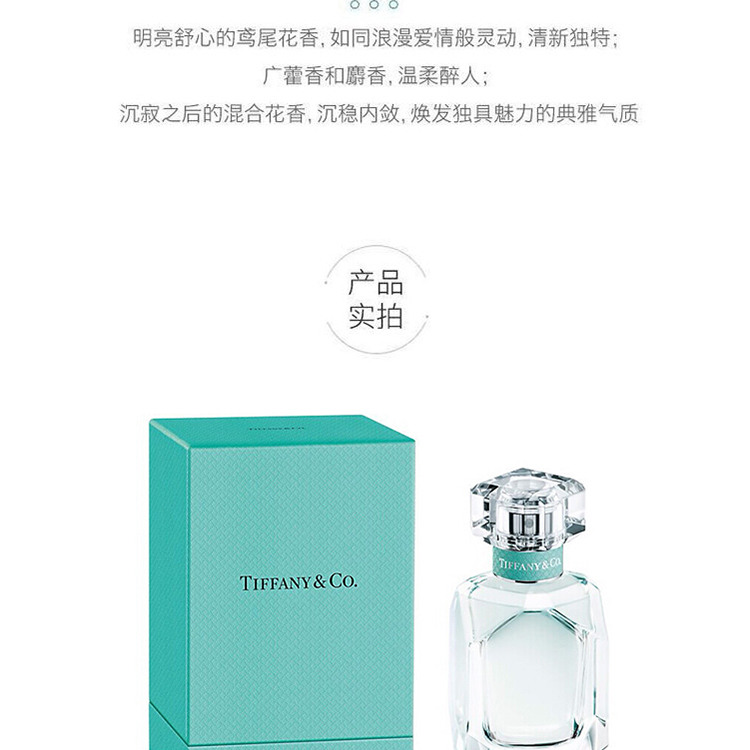 明亮舒心的鸢尾花香, 如同浪漫爱情般灵动, 清新独特;
广藿香和麝香, 温柔醉人;
沉寂之后的混合花香, 沉稳内敛, 焕发独具魅力的典雅气质
产品
实拍
TIFFANY & CO.
TIFFANY & CO.
TIFFANY & CO.